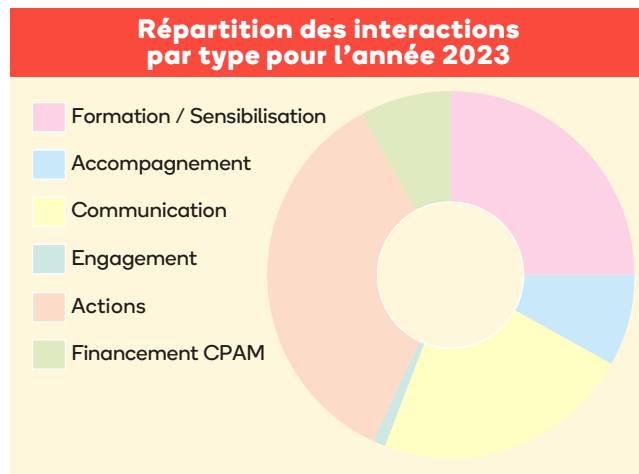 Répartition des interactions
par type pour l’année 2023
Formation / Sensibilisation
Accompagnement
Communication
Engagement
Actions
Financement CPAM